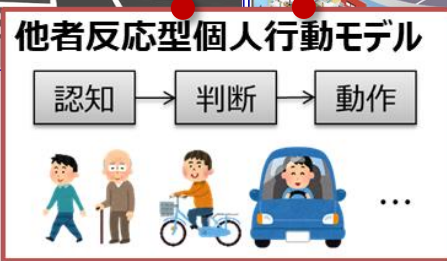 他者反応型個人行動モデル
認知 → 判断 → 動作
…